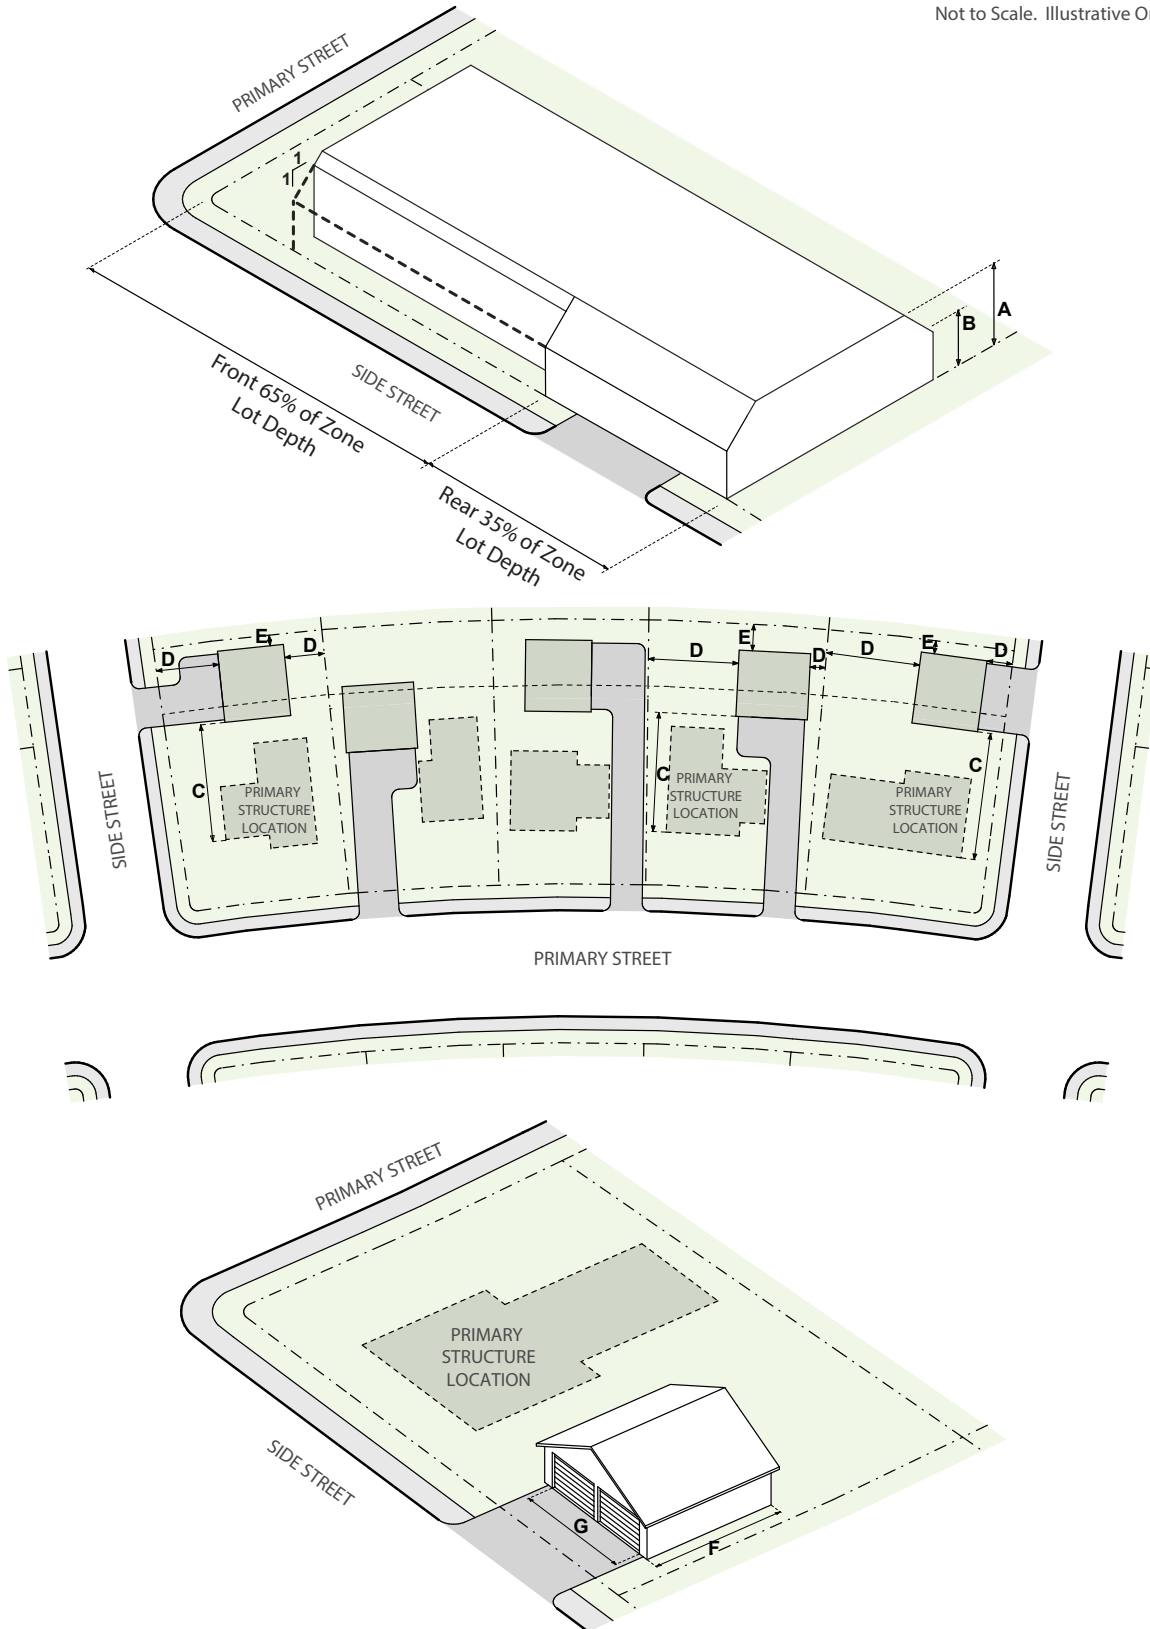 Not to Scale. Illustrative O
PRIMARY STREET
1
1
A
B
SIDE STREET
Front 65% of Zone
Lot Depth
Rear 35% of Zone
Lot Depth
E
D
D
E
D
D
D
E
D
C
C
C
PRIMARY
STRUCTURE
LOCATION
PRIMARY
STRUCTURE
LOCATION
PRIMARY
STRUCTURE
LOCATION
SIDE STREET
SIDE STREET
PRIMARY STREET
PRIMARY STREET
PRIMARY
STRUCTURE
LOCATION
SIDE STREET
G
F